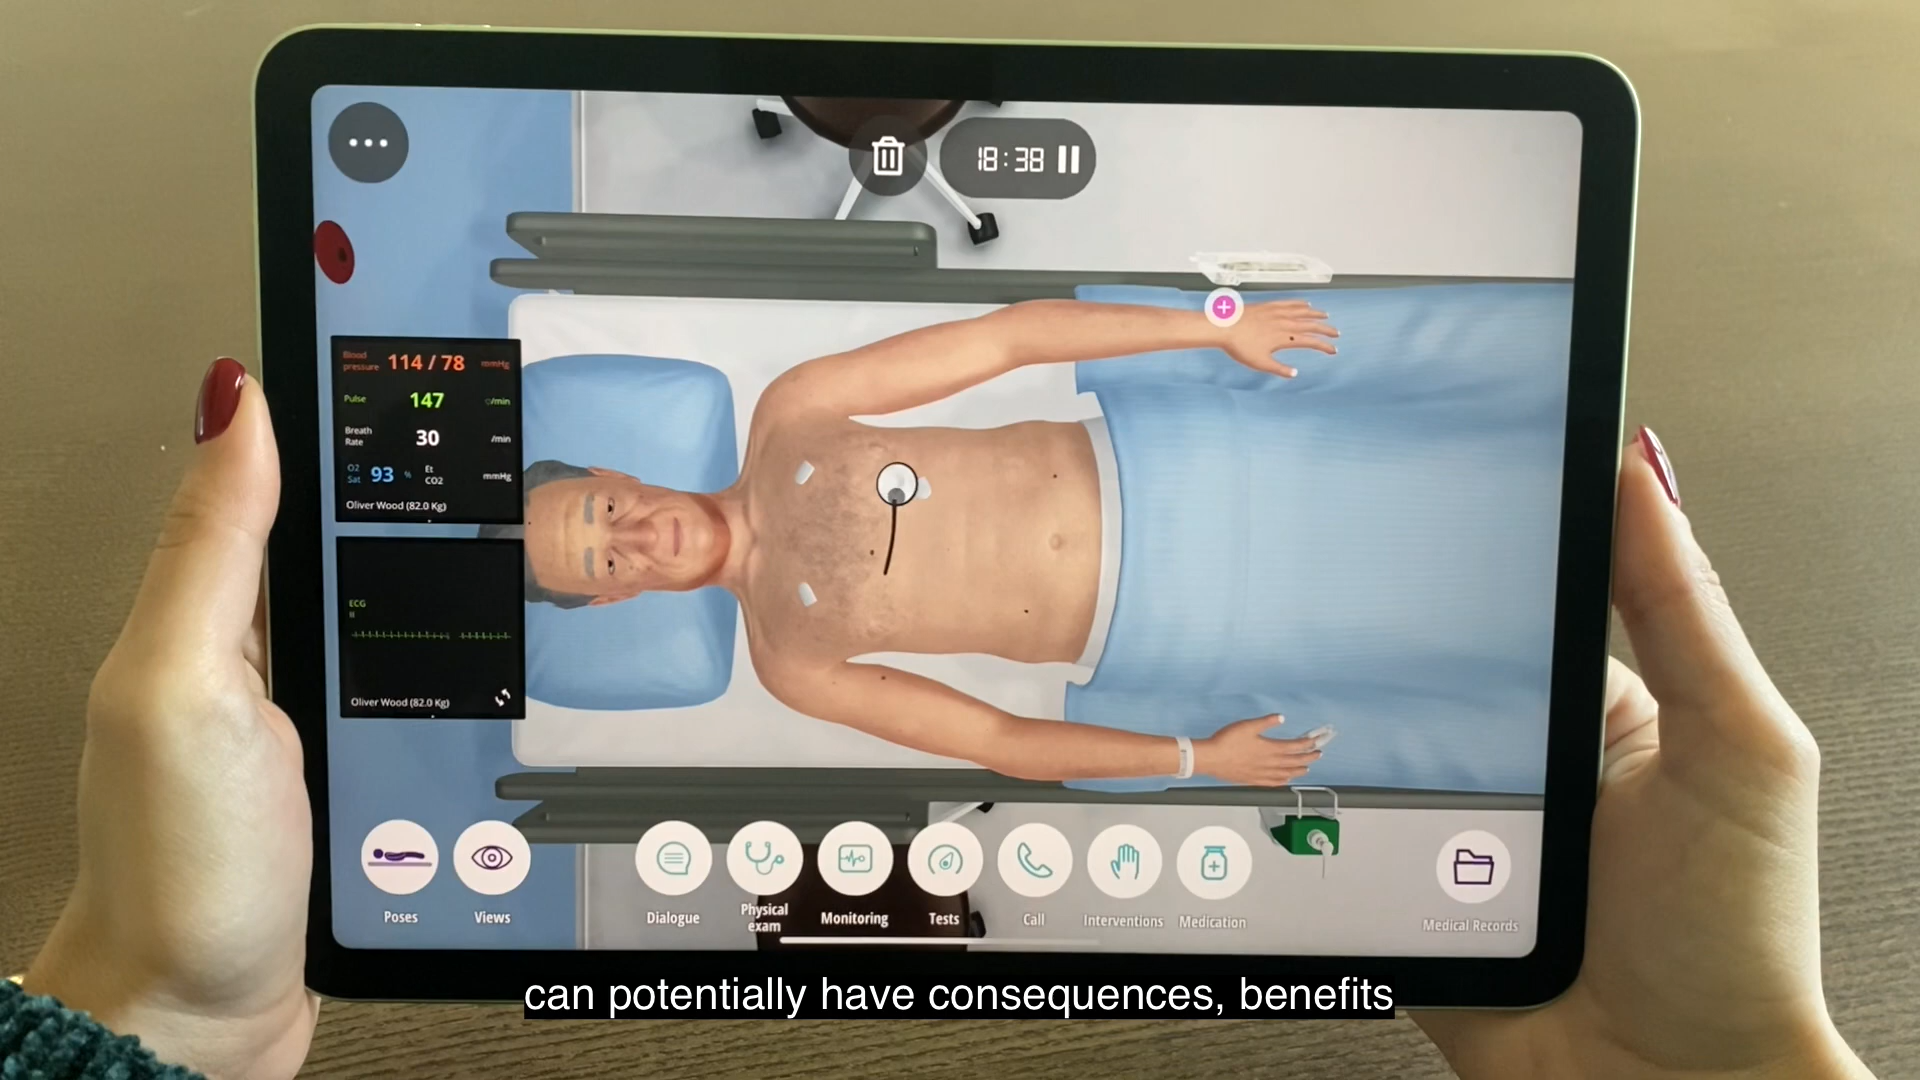 18:38
Blood
pressure 114 / 78 mmHg
Pulse 147 /min
Breath
Rate 30 /min
O2
Sat 93 % Et
CO2 mmHg
Oliver Wood (82.0 Kg)
ECG
II
Oliver Wood (82.0 Kg)
Poses
Views
Dialogue
Physical
exam
Monitoring
Tests
Call
Interventions
Medication
Medical Records
can potentially have consequences, benefits